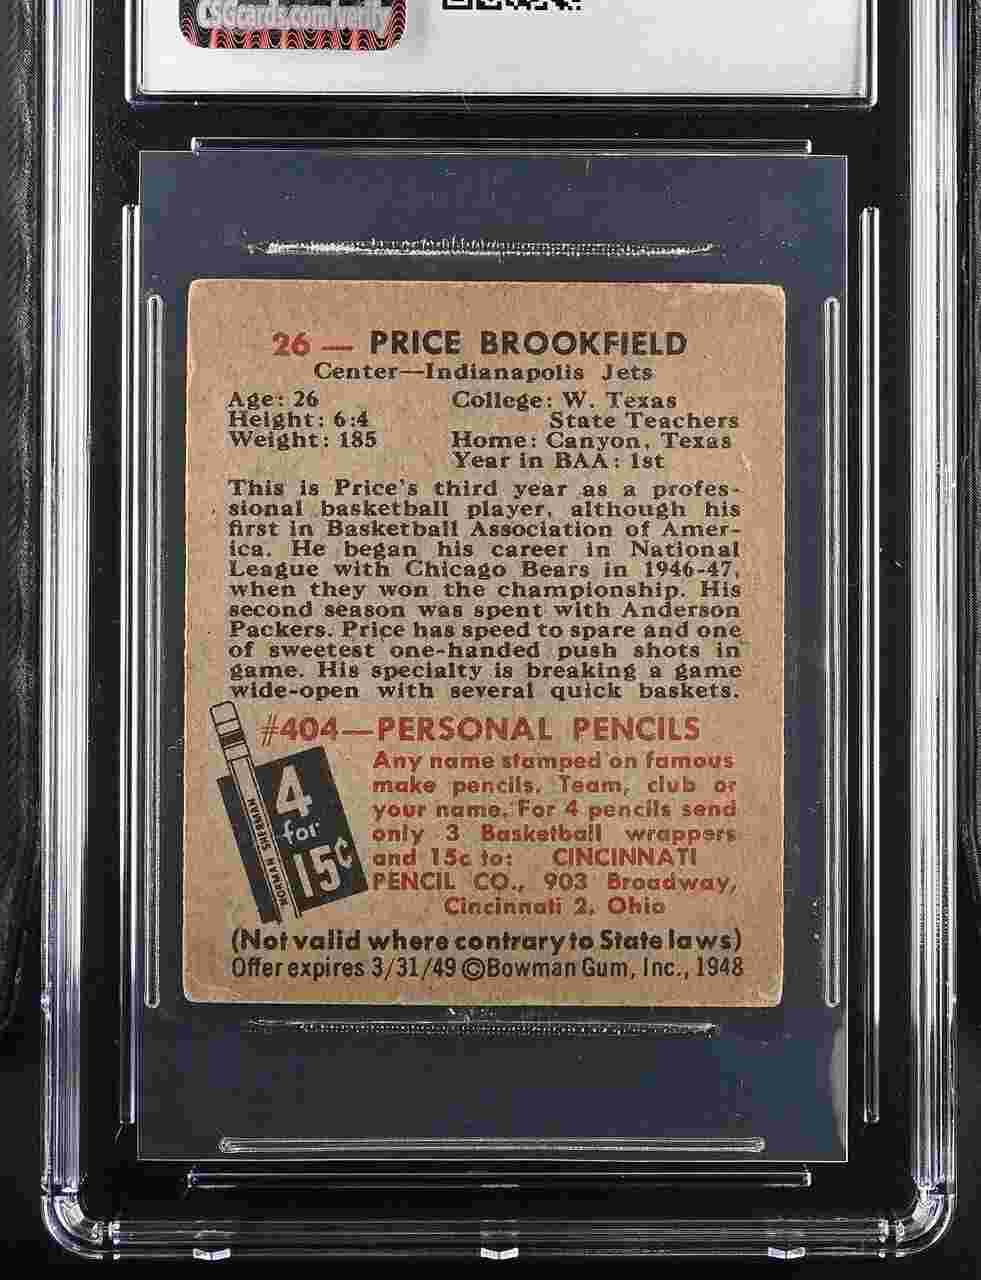 CSGcards.com/verify
26 — PRICE BROOKFIELD
Center—Indianapolis Jets
Age: 26
Height: 6:4
Weight: 185
College: W. Texas
State Teachers
Home: Canyon, Texas
Year in BAA: 1st
This is Price's third year as a profes-
sional basketball player, although his
first in Basketball Association of Amer-
ica. He began his career in National
League with Chicago Bears in 1946-47,
when they won the championship. His
second season was spent with Anderson
Packers. Price has speed to spare and one
of sweetest one-handed push shots in
game. His specialty is breaking a game
wide-open with several quick baskets.
#404—PERSONAL PENCILS
NORMAN SHERMAN
4
for
15¢
Any name stamped on famous
make pencils. Team, club or
your name. For 4 pencils send
only 3 Basketball wrappers
and 15c to: CINCINNATI
PENCIL CO., 903 Broadway,
Cincinnati 2, Ohio
(Not valid where contrary to State laws)
Offer expires 3/31/49 ©Bowman Gum, Inc., 1948